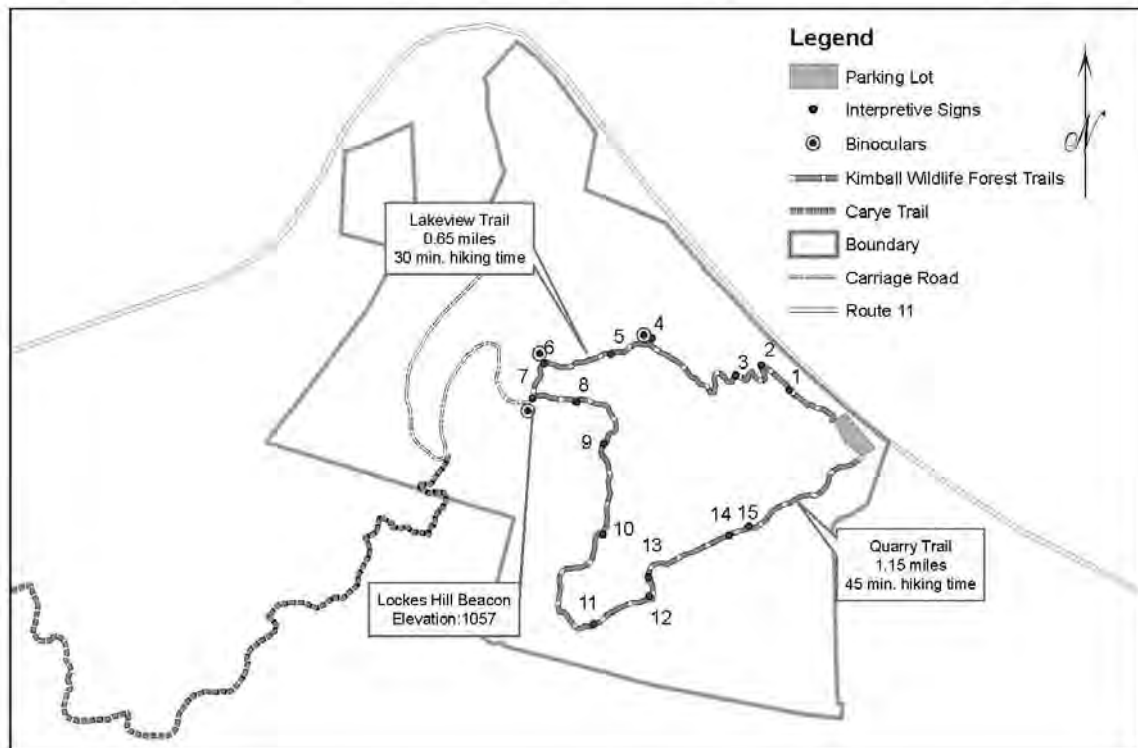 Legend
Parking Lot
Interpretive Signs
Binoculars
Kimball Wildlife Forest Trails
Carye Trail
Boundary
Carriage Road
Route 11
N
Lakeview Trail
0.65 miles
30 min. hiking time
4
5
6
2
3
1
7
8
9
10
14
15
13
12
11
Quarry Trail
1.15 miles
45 min. hiking time
Lockes Hill Beacon
Elevation:1057